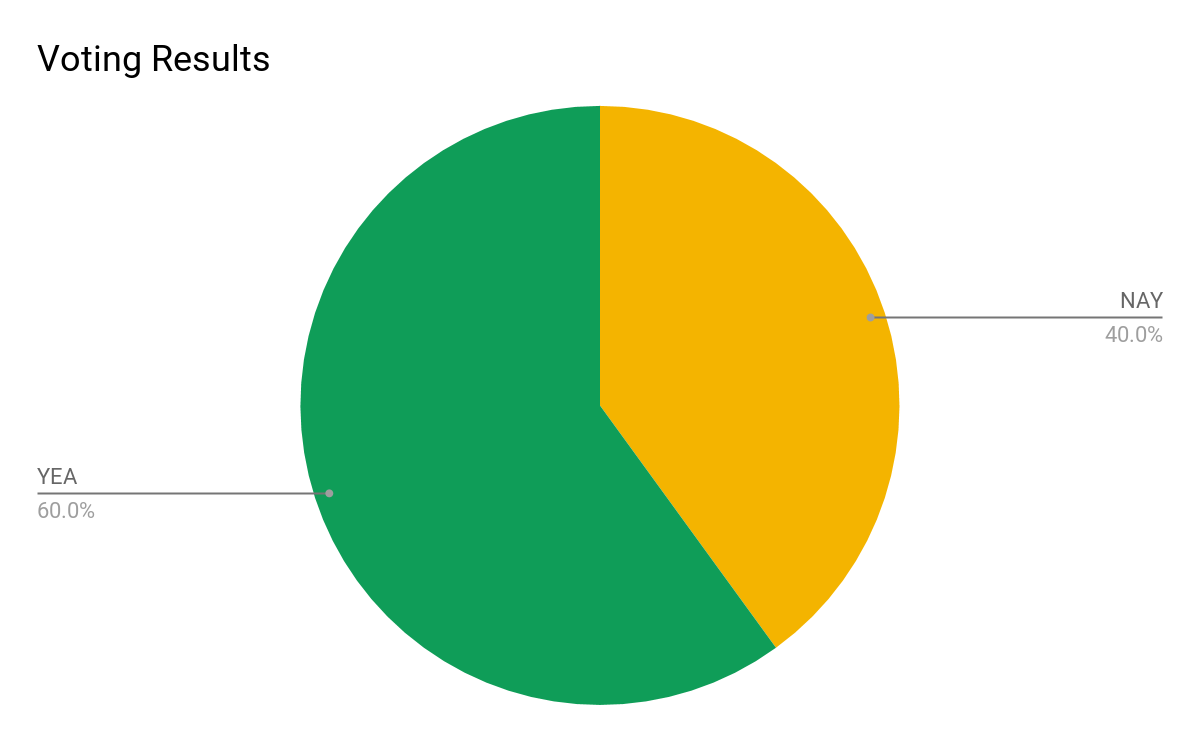 Voting Results
NAY
40.0%
YEA
60.0%